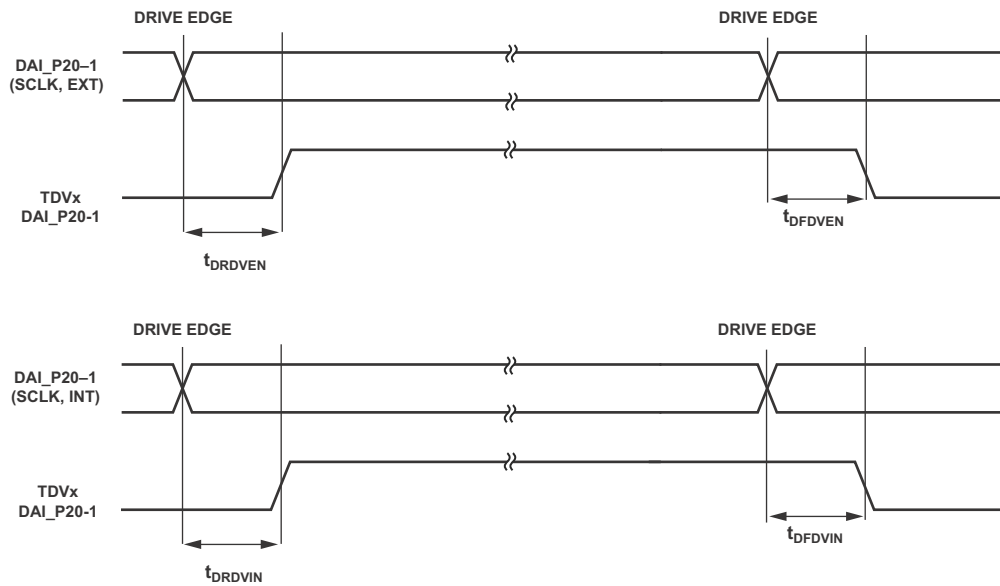 DRIVE EDGE
DRIVE EDGE
DAI_P20–1
(SCLK, EXT)
TDVx
DAI_P20-1
tDFDVEN
tDRDVEN
DRIVE EDGE
DRIVE EDGE
DAI_P20–1
(SCLK, INT)
TDVx
DAI_P20-1
tDFDVIN
tDRDVIN